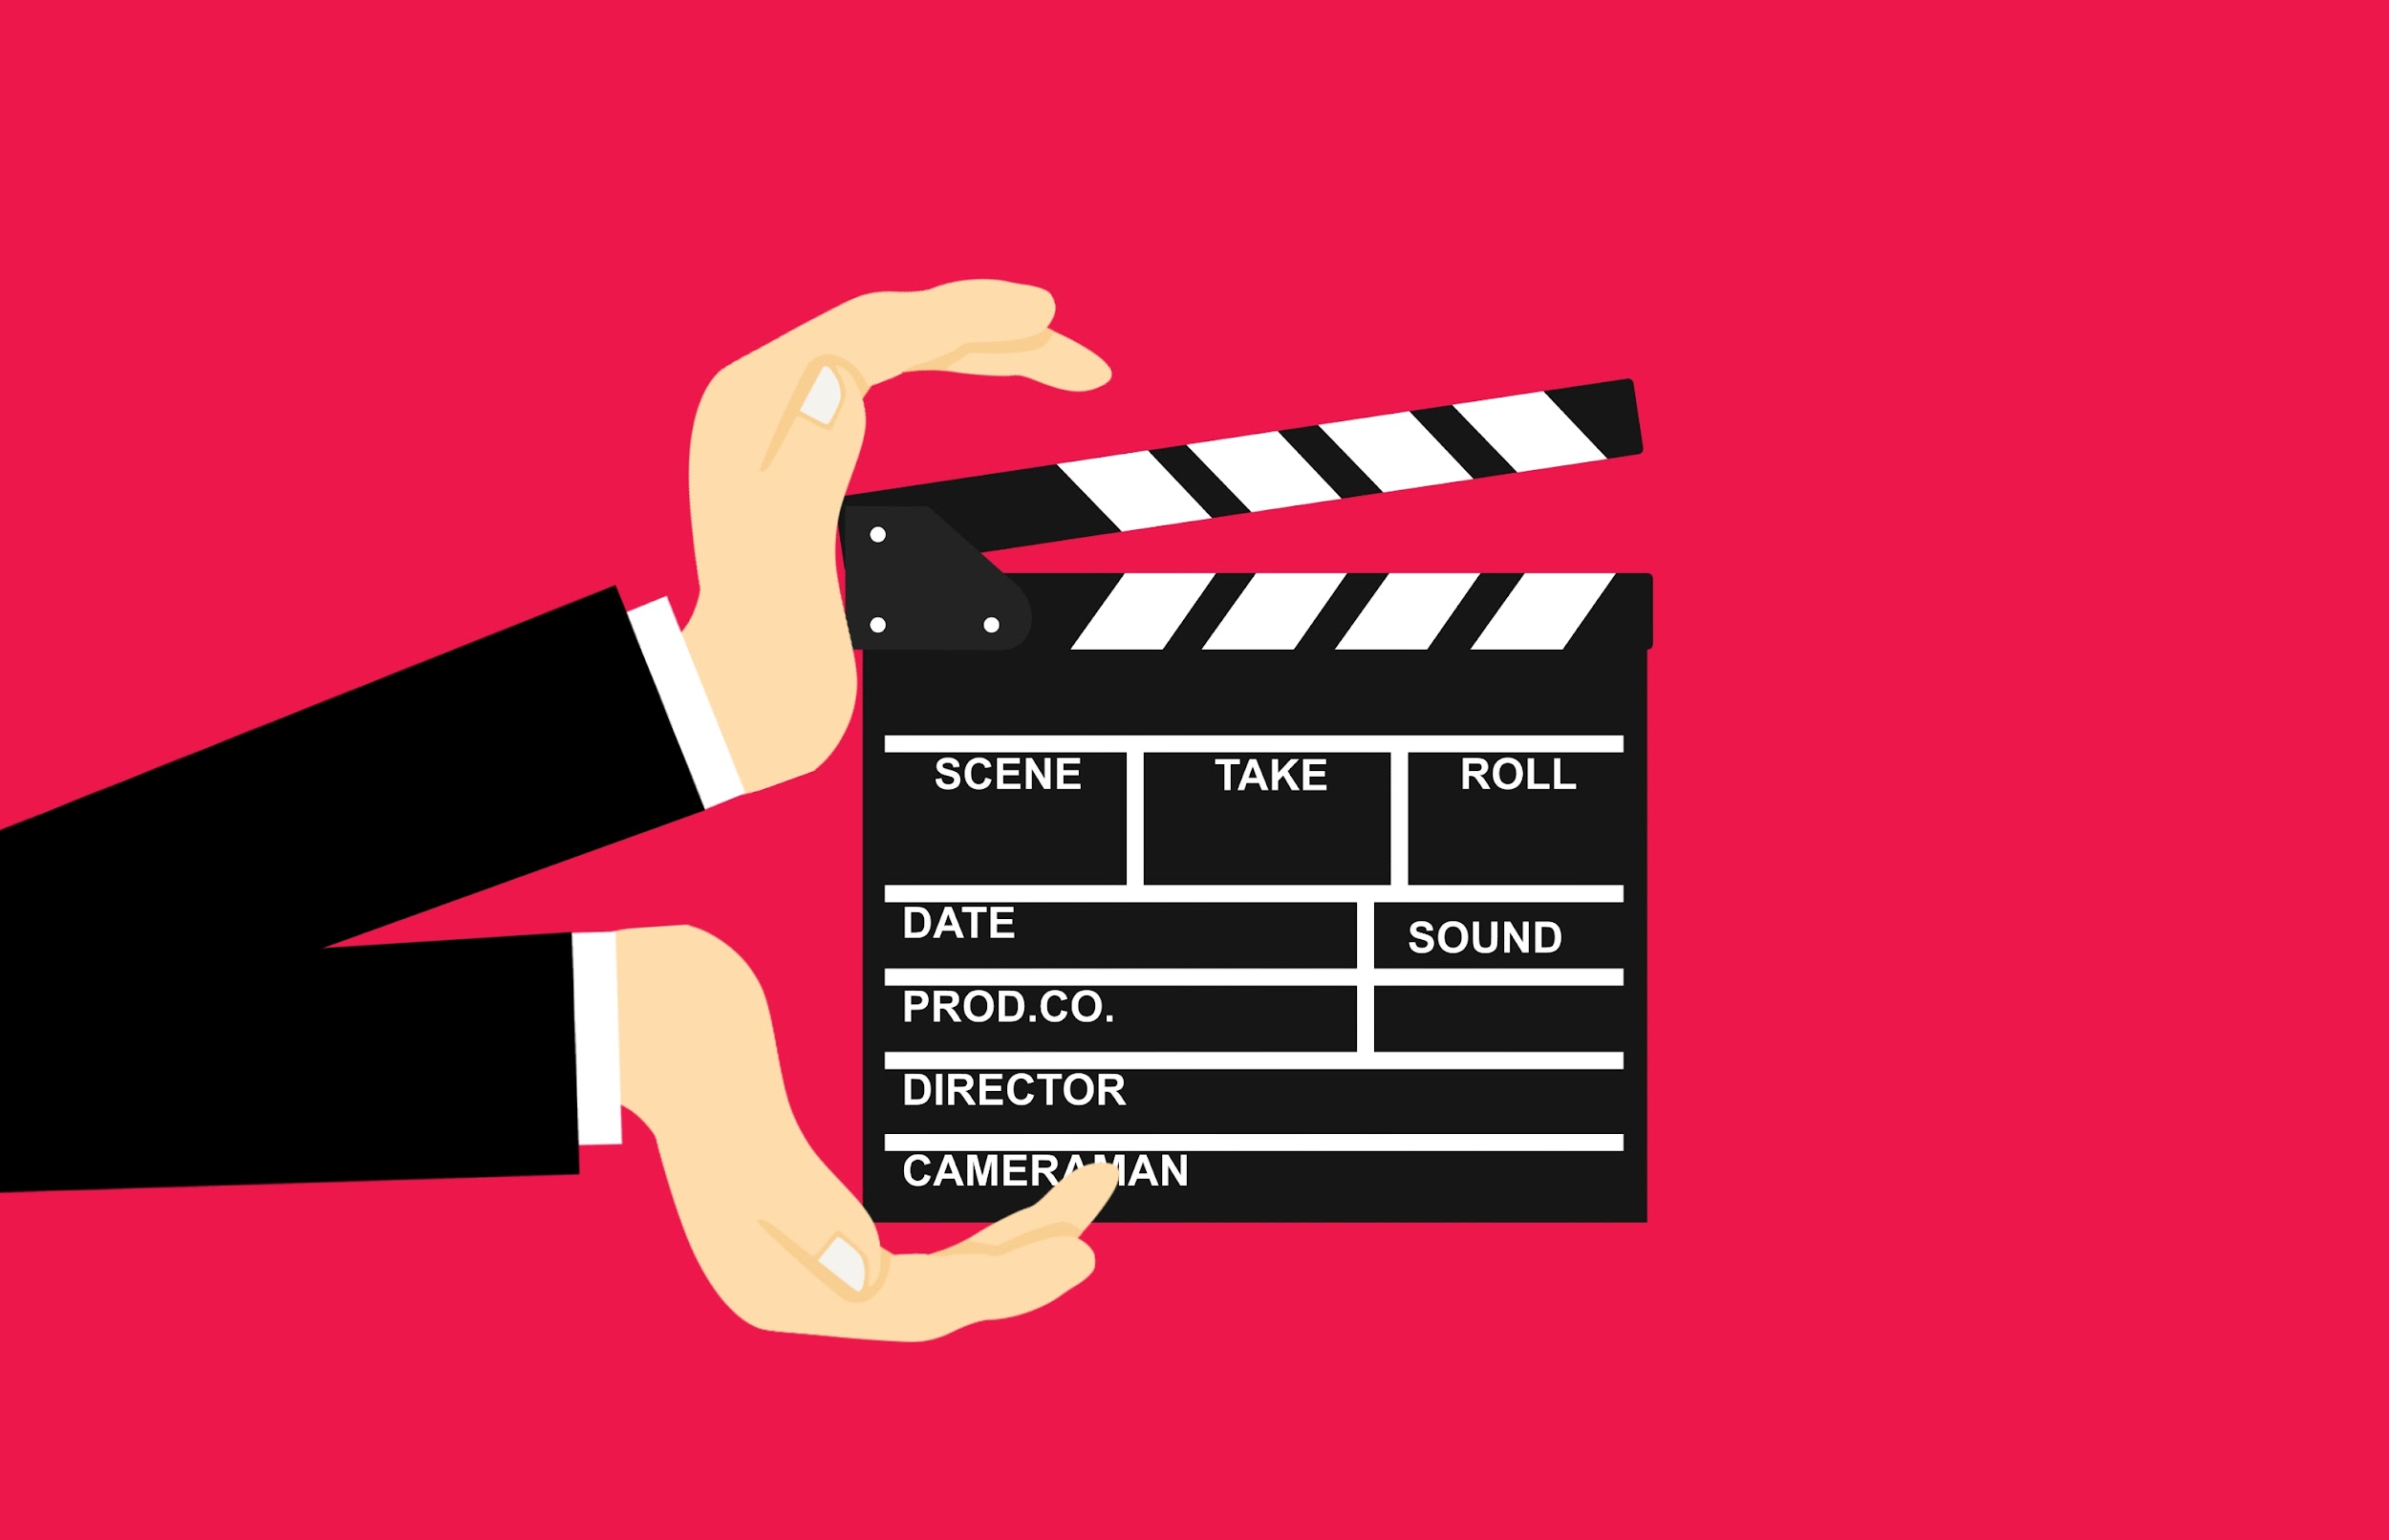 SCENE TAKE ROLL
DATE SOUND
PROD.CO.
DIRECTOR
CAMERAMAN